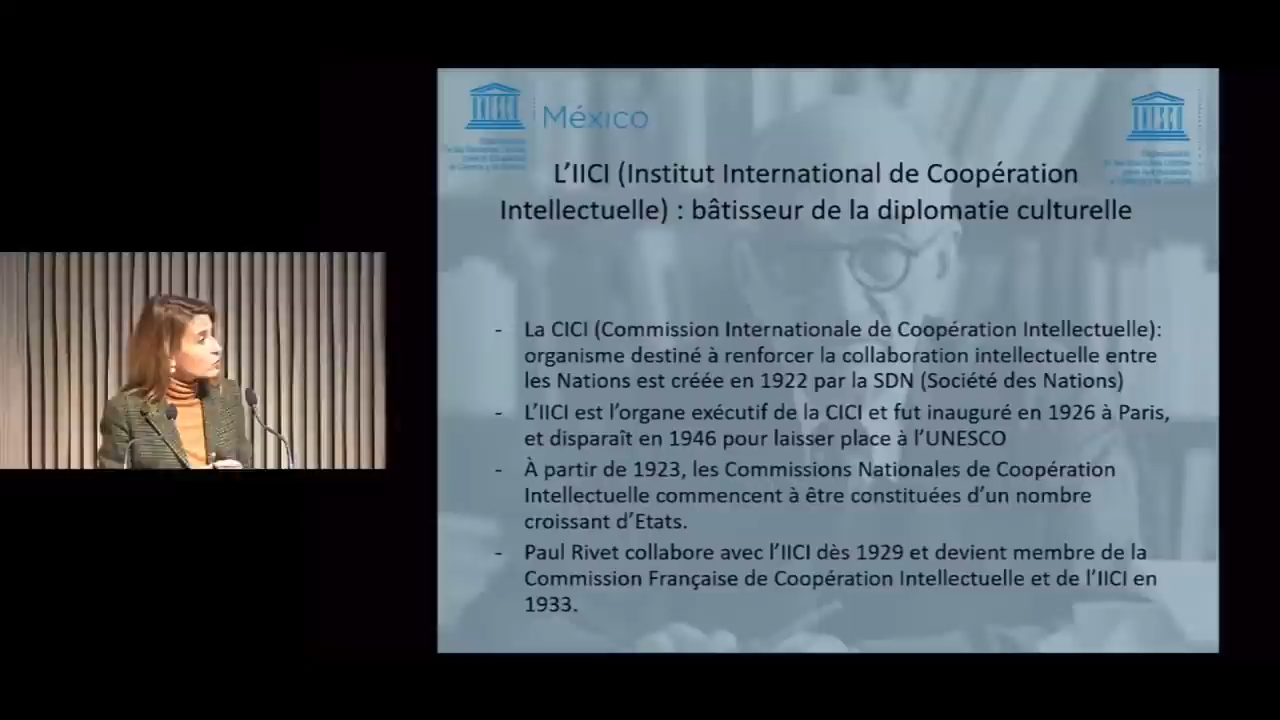 UNESCO
México
UNESCO
L'IICI (Institut International de Coopération
Intellectuelle) : bâtisseur de la diplomatie culturelle
- La CICI (Commission Internationale de Coopération Intellectuelle):
organisme destiné à renforcer la collaboration intellectuelle entre
les Nations est créée en 1922 par la SDN (Société des Nations)
- L'IICI est l'organe exécutif de la CICI et fut inauguré en 1926 à Paris,
et disparaît en 1946 pour laisser place à l'UNESCO
- À partir de 1923, les Commissions Nationales de Coopération
Intellectuelle commencent à être constituées d'un nombre
croissant d'Etats.
- Paul Rivet collabore avec l'IICI dès 1929 et devient membre de la
Commission Française de Coopération Intellectuelle et de l'IICI en
1933.